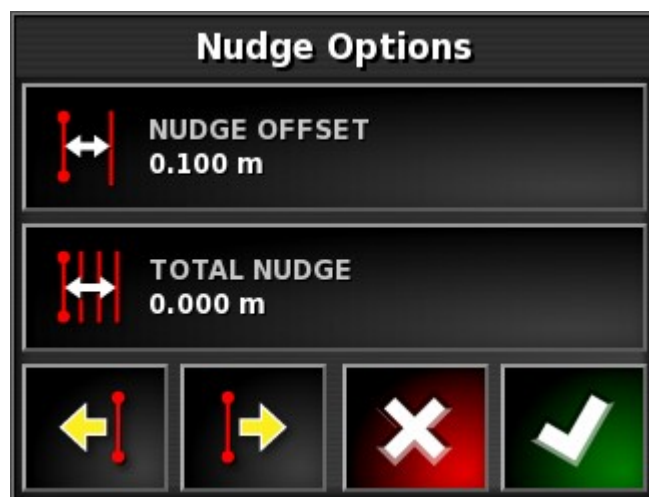 Nudge Options
NUDGE OFFSET
0.100 m
TOTAL NUDGE
0.000 m